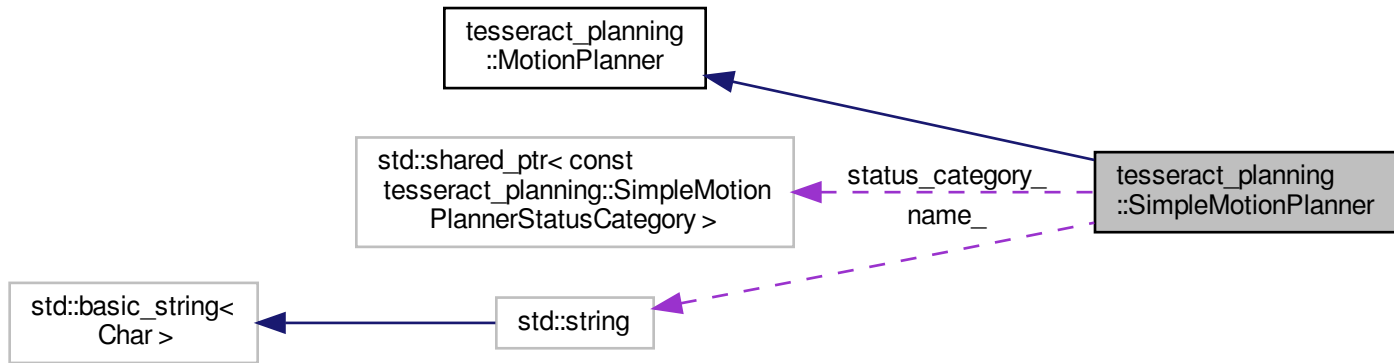 tesseract_planning
::MotionPlanner
std::shared_ptr< const
tesseract_planning::SimpleMotion
PlannerStatusCategory >
status_category_
name_
tesseract_planning
::SimpleMotionPlanner
std::basic_string<
Char >
std::string